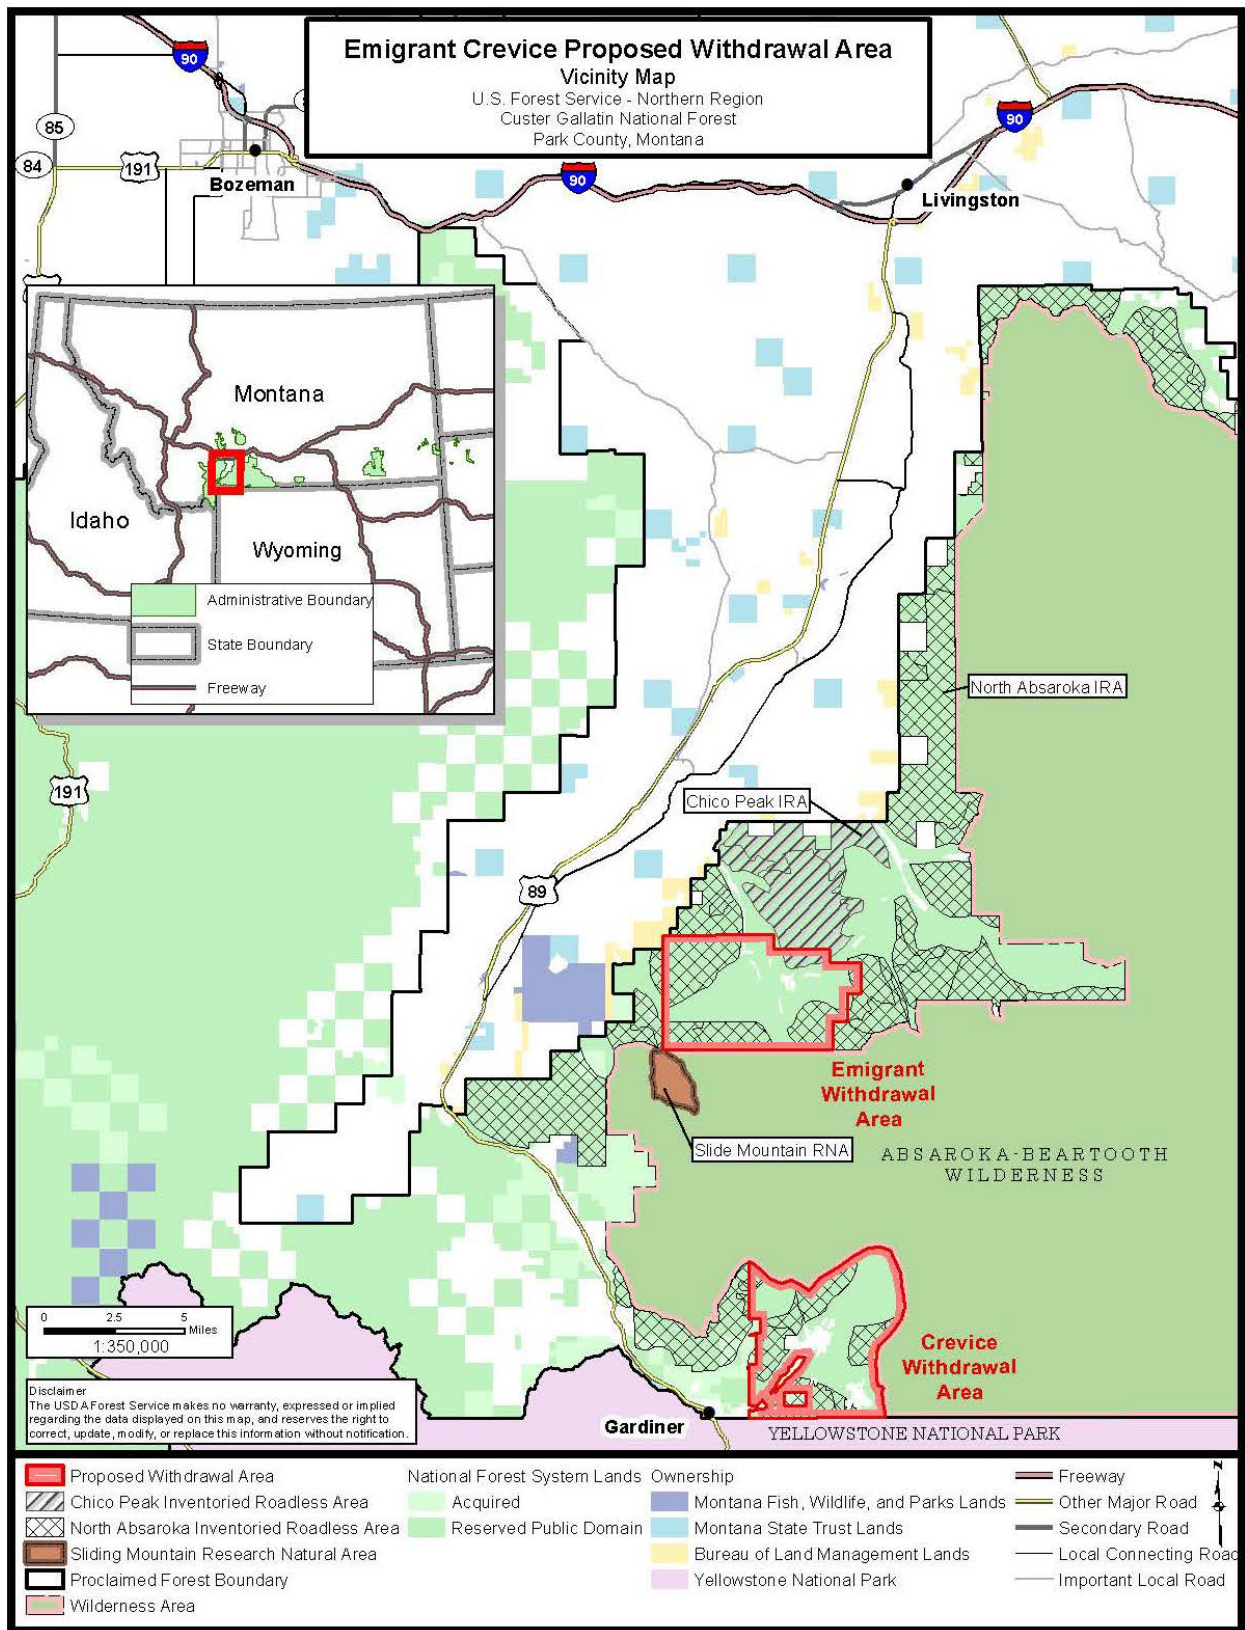 Emigrant Crevice Proposed Withdrawal Area
Vicinity Map
U.S. Forest Service - Northern Region
Custer Gallatin National Forest
Park County, Montana
90
90
85
84
191
Bozeman
90
Livingston
Montana
Idaho
Wyoming
Administrative Boundary
State Boundary
Freeway
North Absaroka IRA
191
Chico Peak IRA
89
Emigrant
Withdrawal
Area
Slide Mountain RNA
ABSAROKA-BEARTOOTH
WILDERNESS
0 2.5 5
Miles
1:350,000
Crevice
Withdrawal
Area
Disclaimer
The USDA Forest Service makes no warranty, expressed or implied
regarding the data displayed on this map, and reserves the right to
correct, update, modify, or replace this information without notification.
Gardiner
YELLOWSTONE NATIONAL PARK
Proposed Withdrawal Area
Chico Peak Inventoried Roadless Area
North Absaroka Inventoried Roadless Area
Sliding Mountain Research Natural Area
Proclaimed Forest Boundary
Wilderness Area
National Forest System Lands
Acquired
Reserved Public Domain
Ownership
Montana Fish, Wildlife, and Parks Lands
Montana State Trust Lands
Bureau of Land Management Lands
Yellowstone National Park
Freeway
Other Major Road
Secondary Road
Local Connecting Road
Important Local Road
N